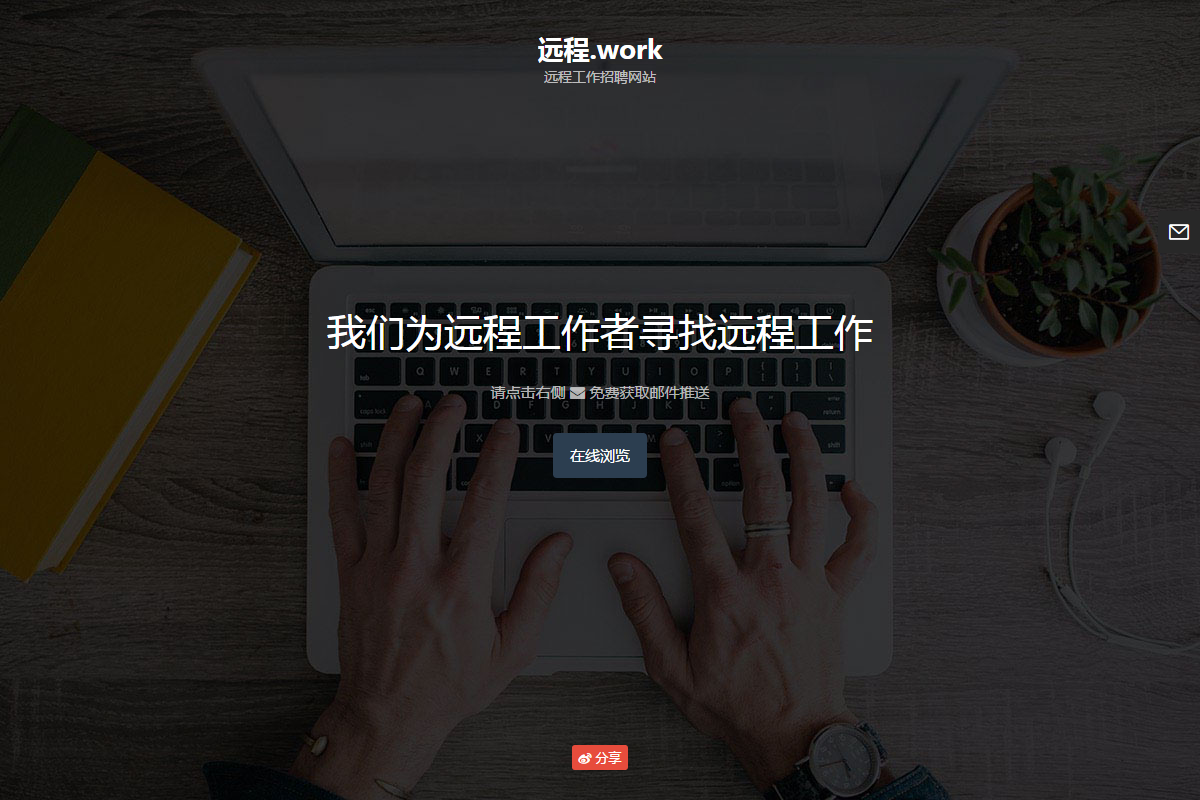 远程.work
远程工作招聘网站
我们为远程工作者寻找远程工作
请点击右侧 免费获取邮件推送
在线浏览
分享